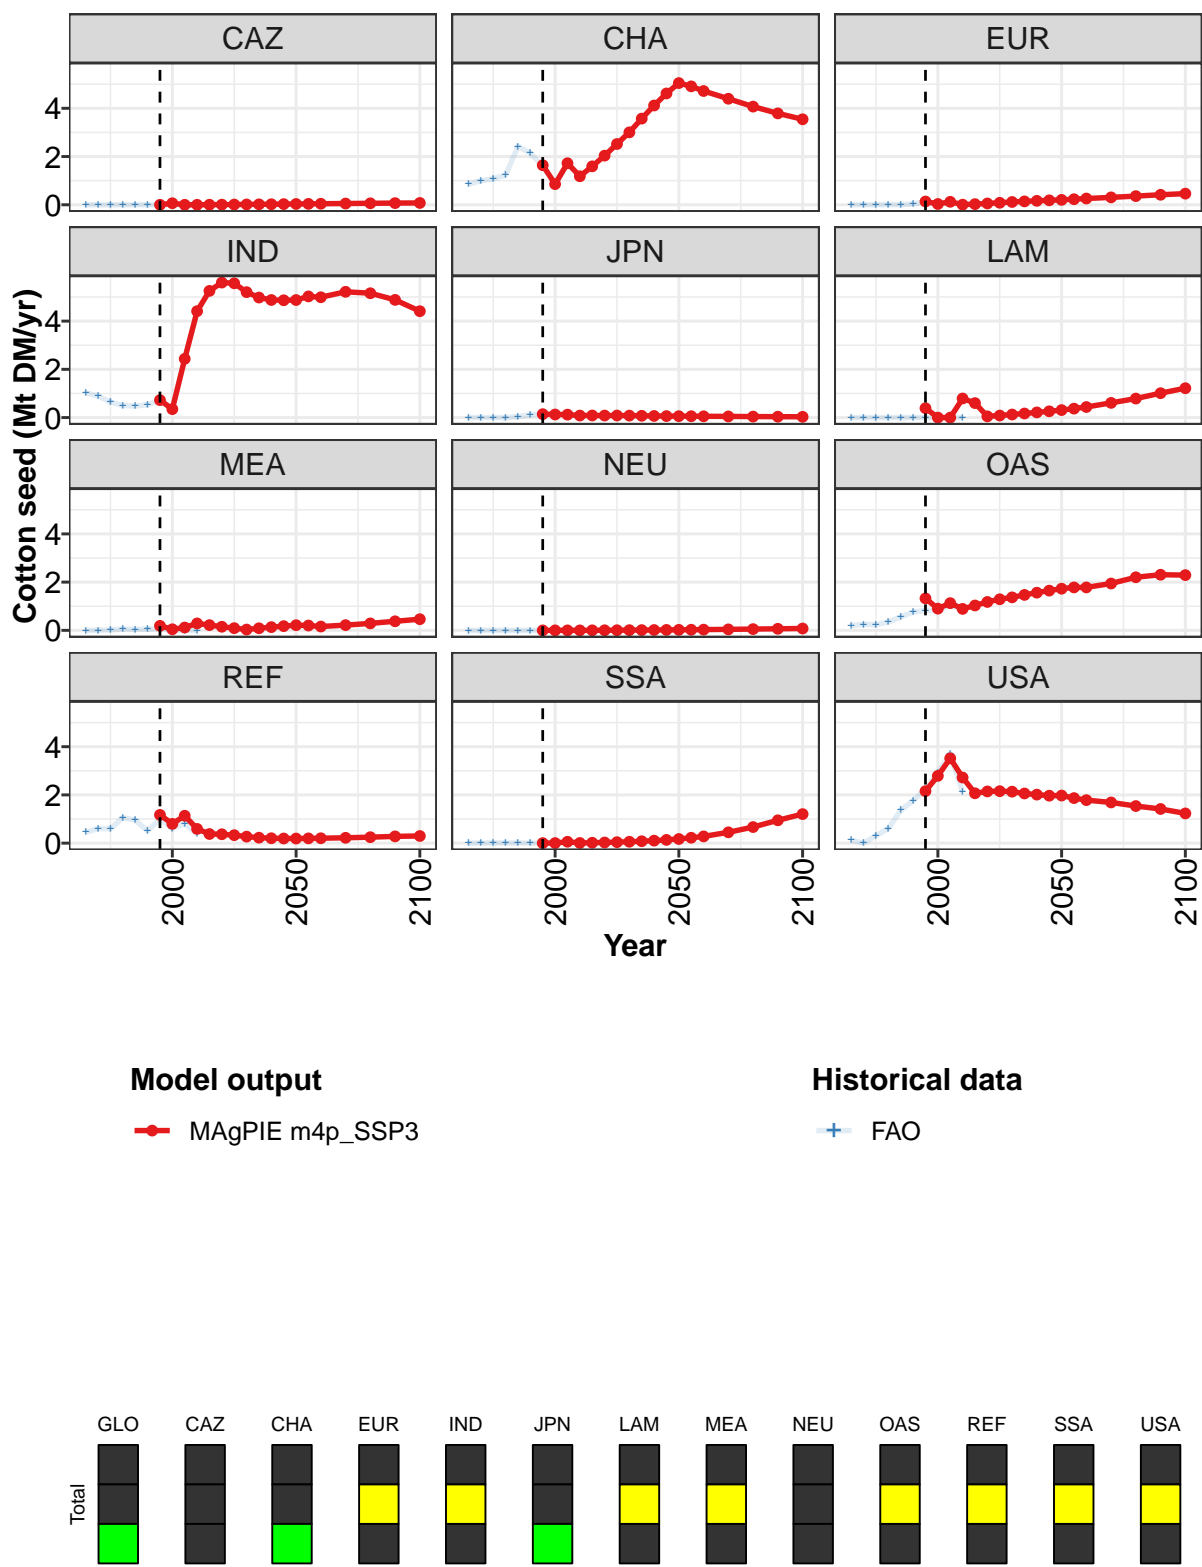 CAZ CHA EUR
4
2
0
IND JPN LAM
4
2
0
MEA NEU OAS
4
2
0
REF SSA USA
4
2
0
2000 2050 2100 2000 2050 2100 2000 2050 2100
Year
Cotton seed (Mt DM/yr)
Model output Historical data
MAgPIE m4p_SSP3 FAO
GLO CAZ CHA EUR IND JPN LAM MEA NEU OAS REF SSA USA
Total